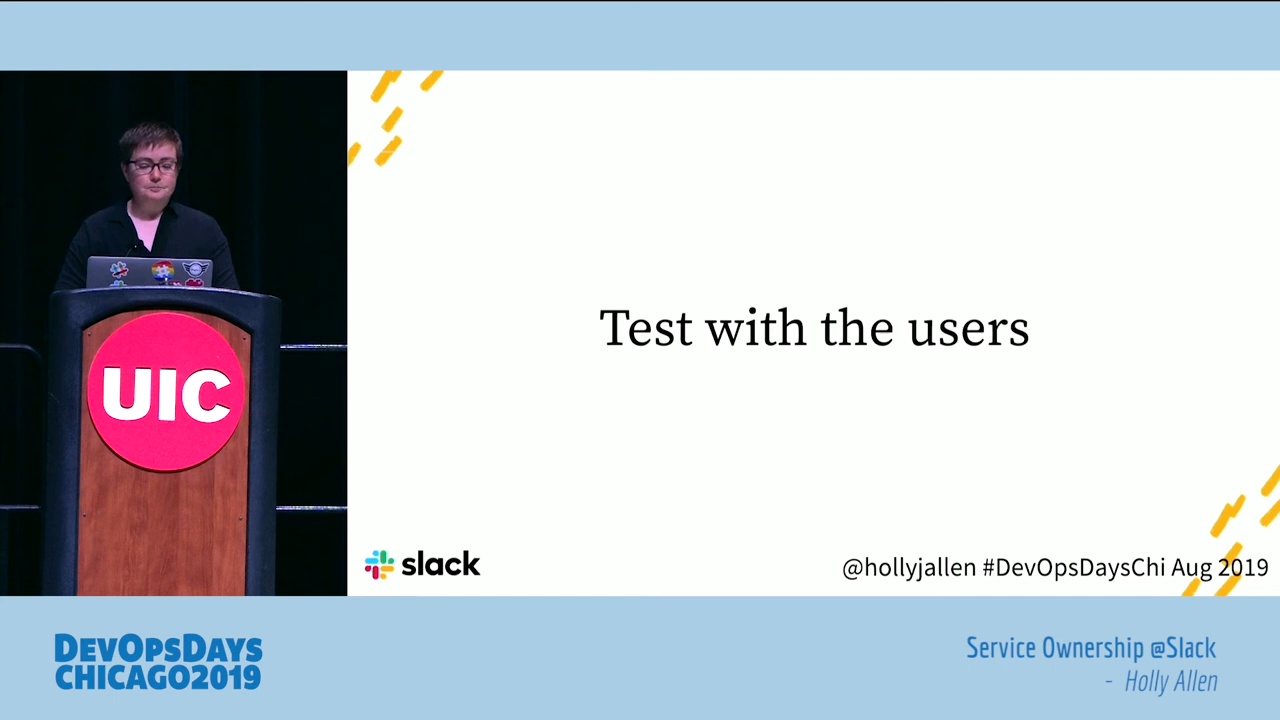 Test with the users
UIC
slack
@hollyjallen #DevOpsDaysChi Aug 2019
DEVOPSDAYS
CHICAGO2019
Service Ownership @Slack
- Holly Allen